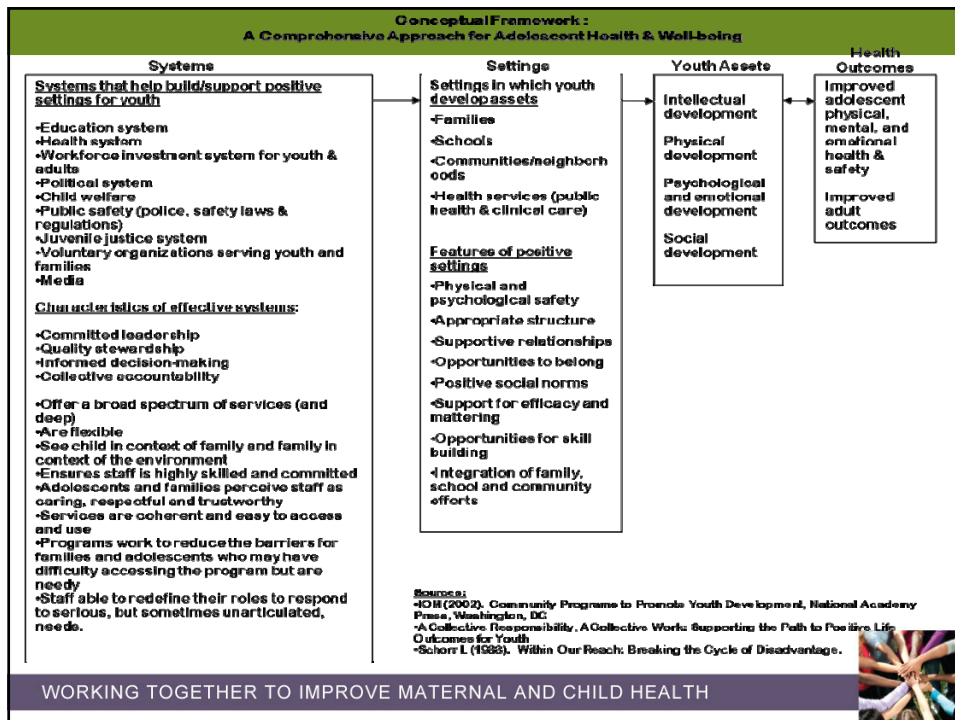 Conceptual Framework :
A Comprehensive Approach for Adolescent Health & Well-being
Systems
Systems that help build/support positive
settings for youth
•Education system
•Health system
•Workforce investment system for youth &
adults
•Political system
•Child welfare
•Public safety (police, safety laws &
regulations)
•Juvenile justice system
•Voluntary organizations serving youth and
families
•Media
Characteristics of effective systems:
•Committed leadership
•Quality stewardship
•Informed decision-making
•Collective accountability
•Offer a broad spectrum of services (and
deep)
•Are flexible
•See child in context of family and family in
context of the environment
•Ensures staff is highly skilled and committed
•Adolescents and families perceive staff as
caring, respectful and trustworthy
•Services are coherent and easy to access
and use
•Programs work to reduce the barriers for
families and adolescents who may have
difficulty accessing the program but are
needy
•Staff able to redefine their roles to respond
to serious, but sometimes unarticulated,
needs.
Settings
Settings in which youth
develop assets
•Families
•Schools
•Communities/neighborh
oods
•Health services (public
health & clinical care)
Features of positive
settings
•Physical and
psychological safety
•Appropriate structure
•Supportive relationships
•Opportunities to belong
•Positive social norms
•Support for efficacy and
mattering
•Opportunities for skill
building
•Integration of family,
school and community
efforts
Youth Assets
Intellectual
development
Physical
development
Psychological
and emotional
development
Social
development
Health
Outcomes
Improved
adolescent
physical,
mental, and
emotional
health &
safety
Improved
adult
outcomes
Sources:
•IOM (2002). Community Programs to Promote Youth Development, National Academy
Press, Washington, DC
•A Collective Responsibility, A Collective Work: Supporting the Path to Positive Life
Outcomes for Youth
•Schorr L (1988). Within Our Reach: Breaking the Cycle of Disadvantage.
WORKING TOGETHER TO IMPROVE MATERNAL AND CHILD HEALTH